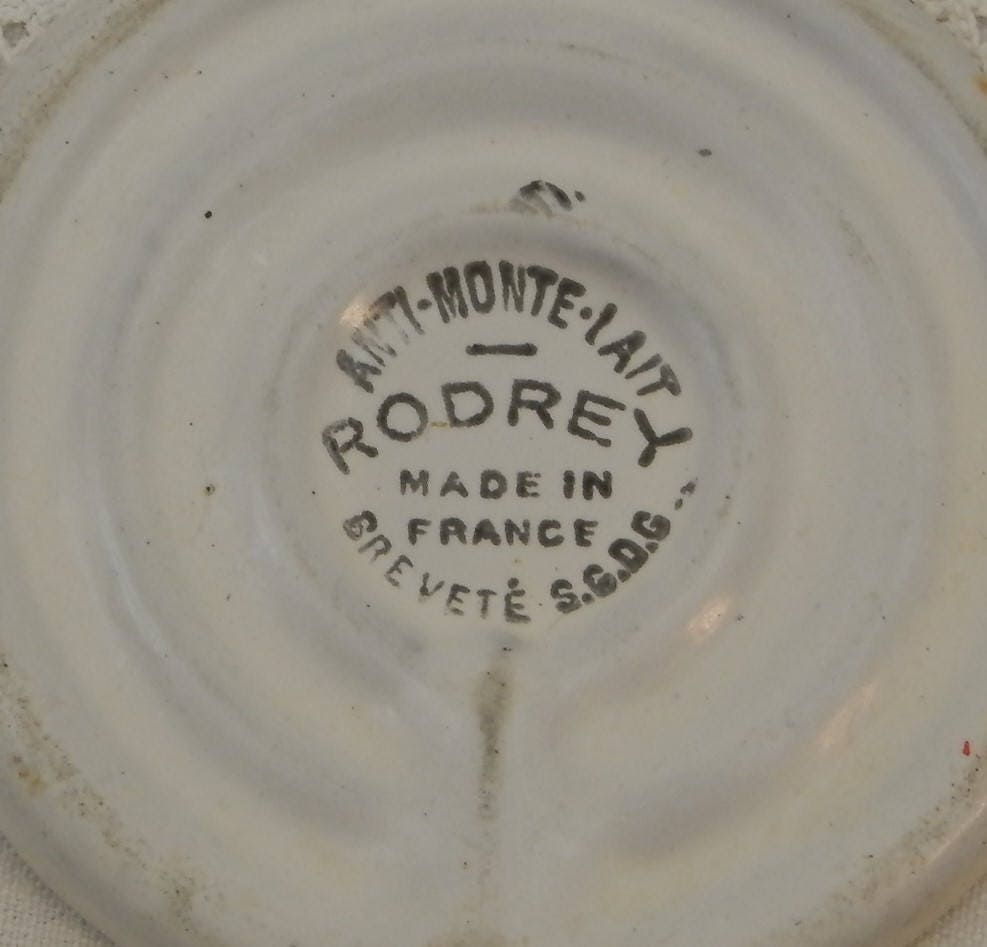 ANTI-MONTE-LAIT
RODREY
MADE IN
FRANCE
BREVETÉ S.G.D.G.